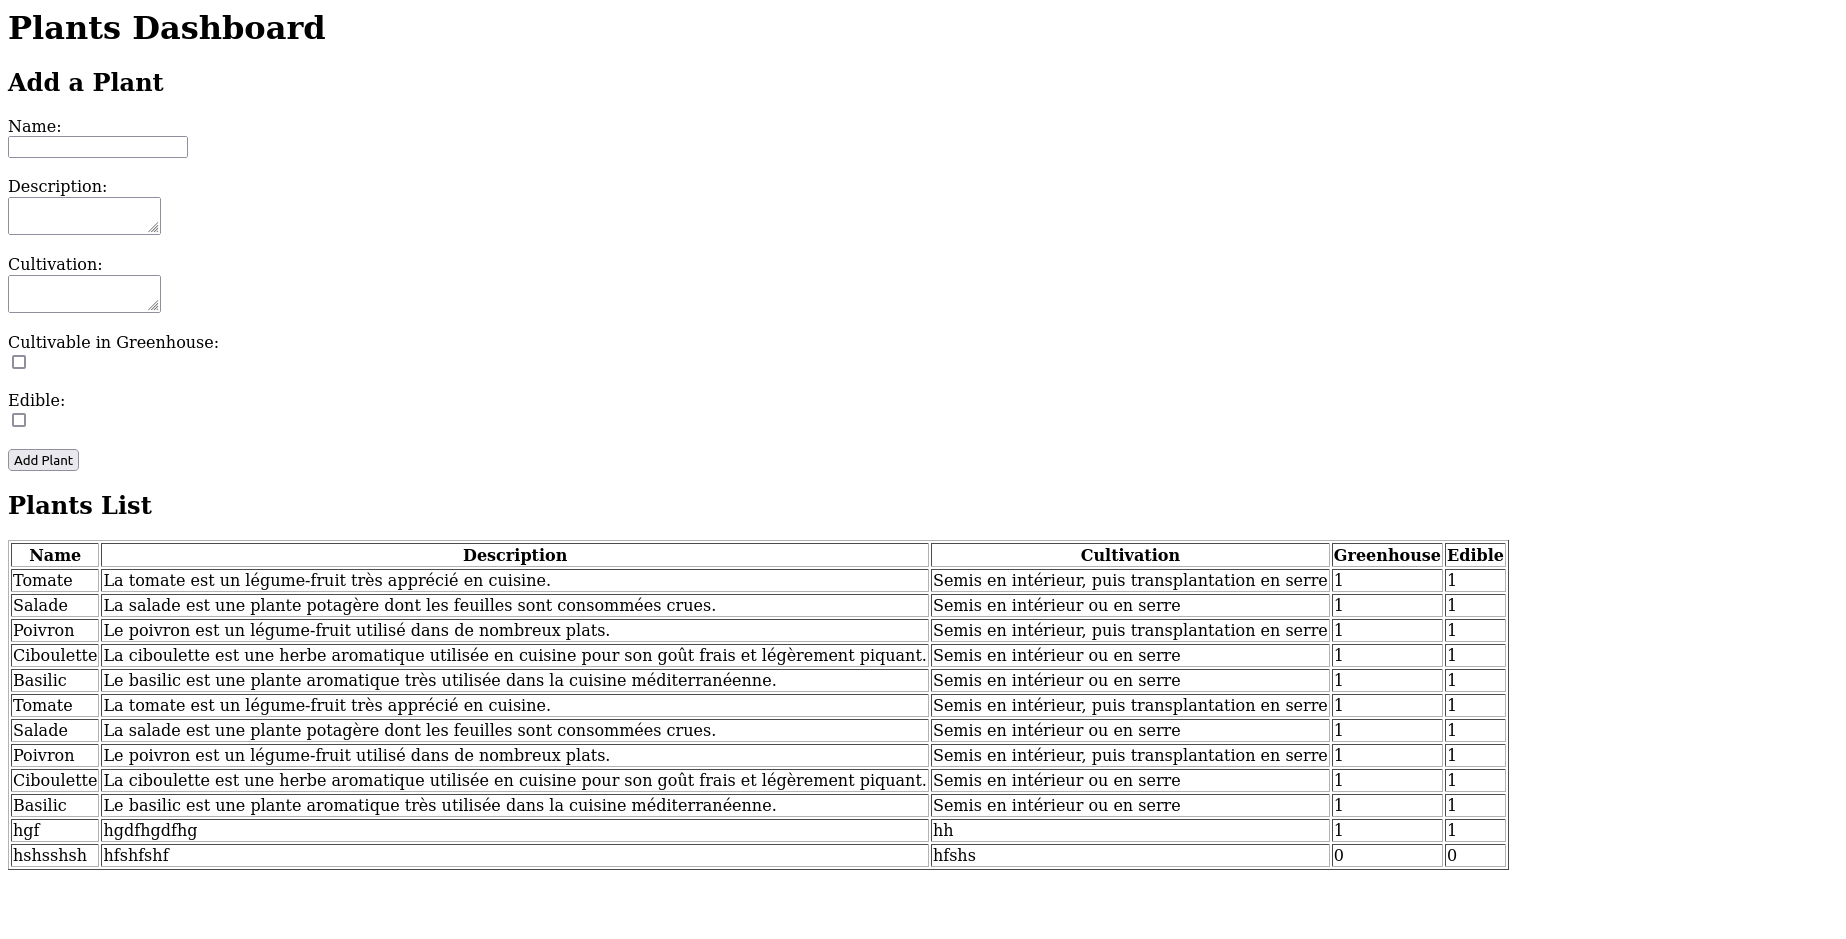 Plants Dashboard
Add a Plant
Name:
Description:
Cultivation:
Cultivable in Greenhouse:
Edible:
Add Plant
Plants List
Name Description Cultivation Greenhouse Edible
Tomate La tomate est un légume-fruit très apprécié en cuisine. Semis en intérieur, puis transplantation en serre 1 1
Salade La salade est une plante potagère dont les feuilles sont consommées crues. Semis en intérieur ou en serre 1 1
Poivron Le poivron est un légume-fruit utilisé dans de nombreux plats. Semis en intérieur, puis transplantation en serre 1 1
Ciboulette La ciboulette est une herbe aromatique utilisée en cuisine pour son goût frais et légèrement piquant. Semis en intérieur ou en serre 1 1
Basilic Le basilic est une plante aromatique très utilisée dans la cuisine méditerranéenne. Semis en intérieur ou en serre 1 1
Tomate La tomate est un légume-fruit très apprécié en cuisine. Semis en intérieur, puis transplantation en serre 1 1
Salade La salade est une plante potagère dont les feuilles sont consommées crues. Semis en intérieur ou en serre 1 1
Poivron Le poivron est un légume-fruit utilisé dans de nombreux plats. Semis en intérieur, puis transplantation en serre 1 1
Ciboulette La ciboulette est une herbe aromatique utilisée en cuisine pour son goût frais et légèrement piquant. Semis en intérieur ou en serre 1 1
Basilic Le basilic est une plante aromatique très utilisée dans la cuisine méditerranéenne. Semis en intérieur ou en serre 1 1
hgf hgdfhgdfhg hh 1 1
hshsshsh hfshfshf hfshs 0 0